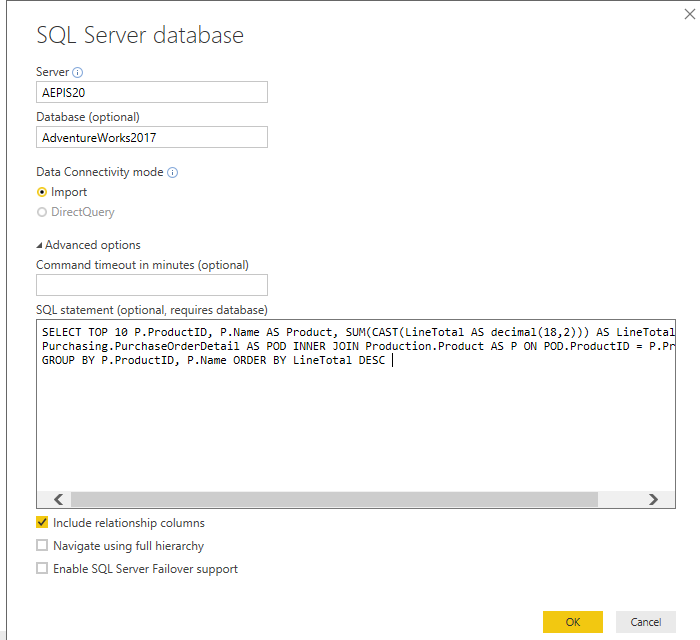 SQL Server database
Server
AEPIS20
Database (optional)
AdventureWorks2017
Data Connectivity mode
Import
DirectQuery
Advanced options
Command timeout in minutes (optional)
SQL statement (optional, requires database)
SELECT TOP 10 P.ProductID, P.Name AS Product, SUM(CAST(LineTotal AS decimal(18,2))) AS LineTotal
Purchasing.PurchaseOrderDetail AS POD INNER JOIN Production.Product AS P ON POD.ProductID = P.Pr
GROUP BY P.ProductID, P.Name ORDER BY LineTotal DESC
Include relationship columns
Navigate using full hierarchy
Enable SQL Server Failover support
OK Cancel